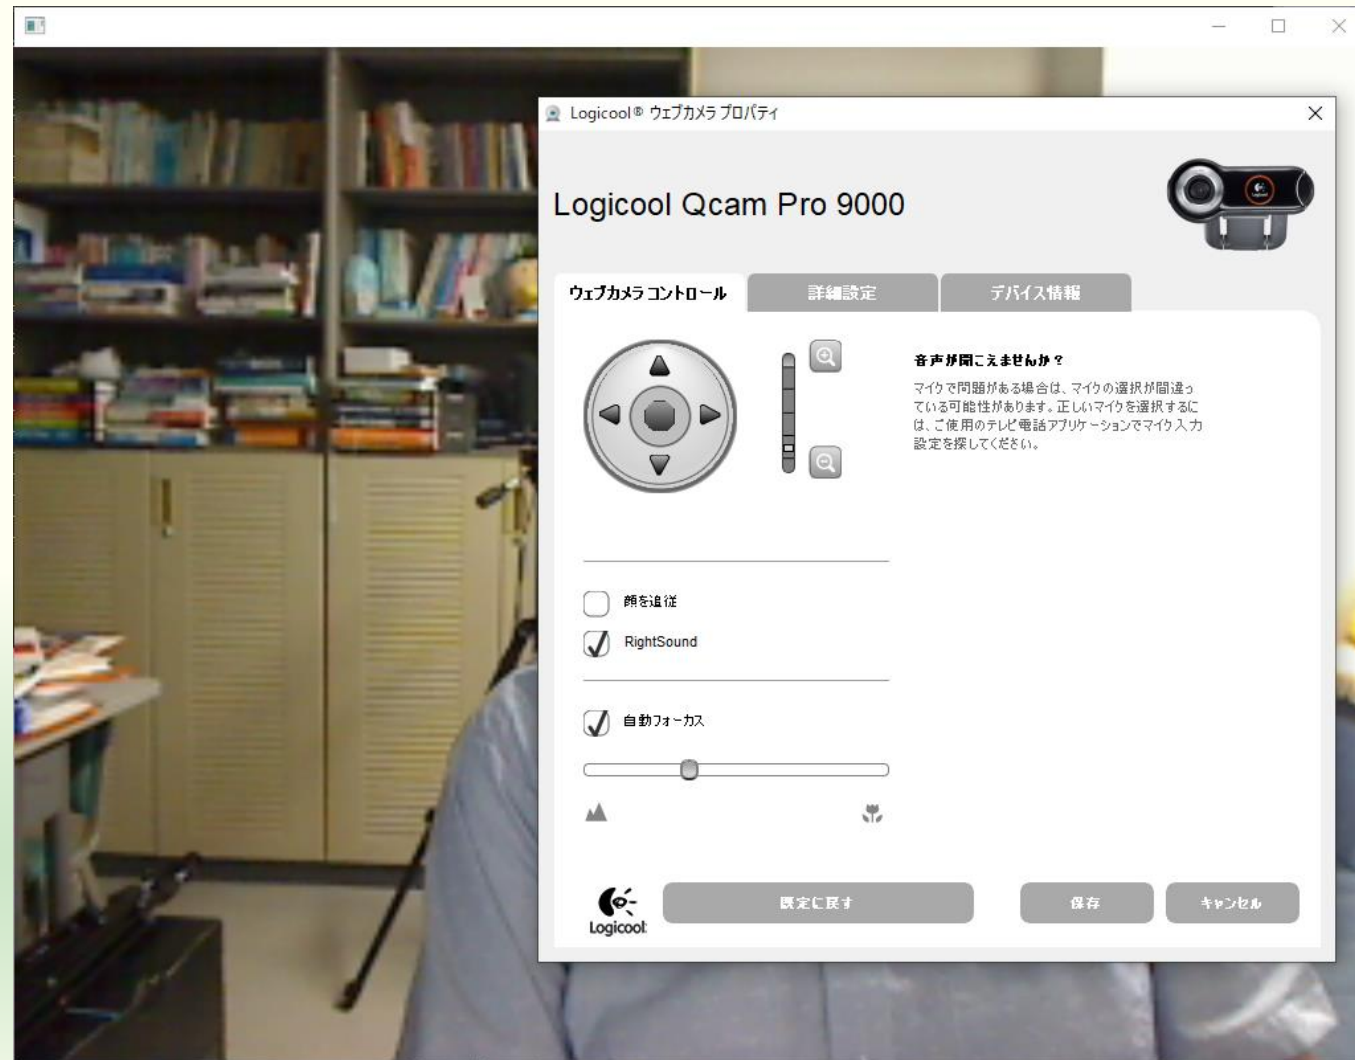 Logicool® ウェブカメラ プロパティ
Logicool Qcam Pro 9000
ウェブカメラ コントロール
詳細設定
デバイス情報
音声が聞こえませんか？
マイクで問題がある場合は、マイクの選択が間違っ
ている可能性があります。正しいマイクを選択するに
は、ご使用のテレビ電話アプリケーションでマイク入力
設定を探してください。
顔を追従
RightSound
自動フォーカス
Logicool
既定に戻す
保存
キャンセル